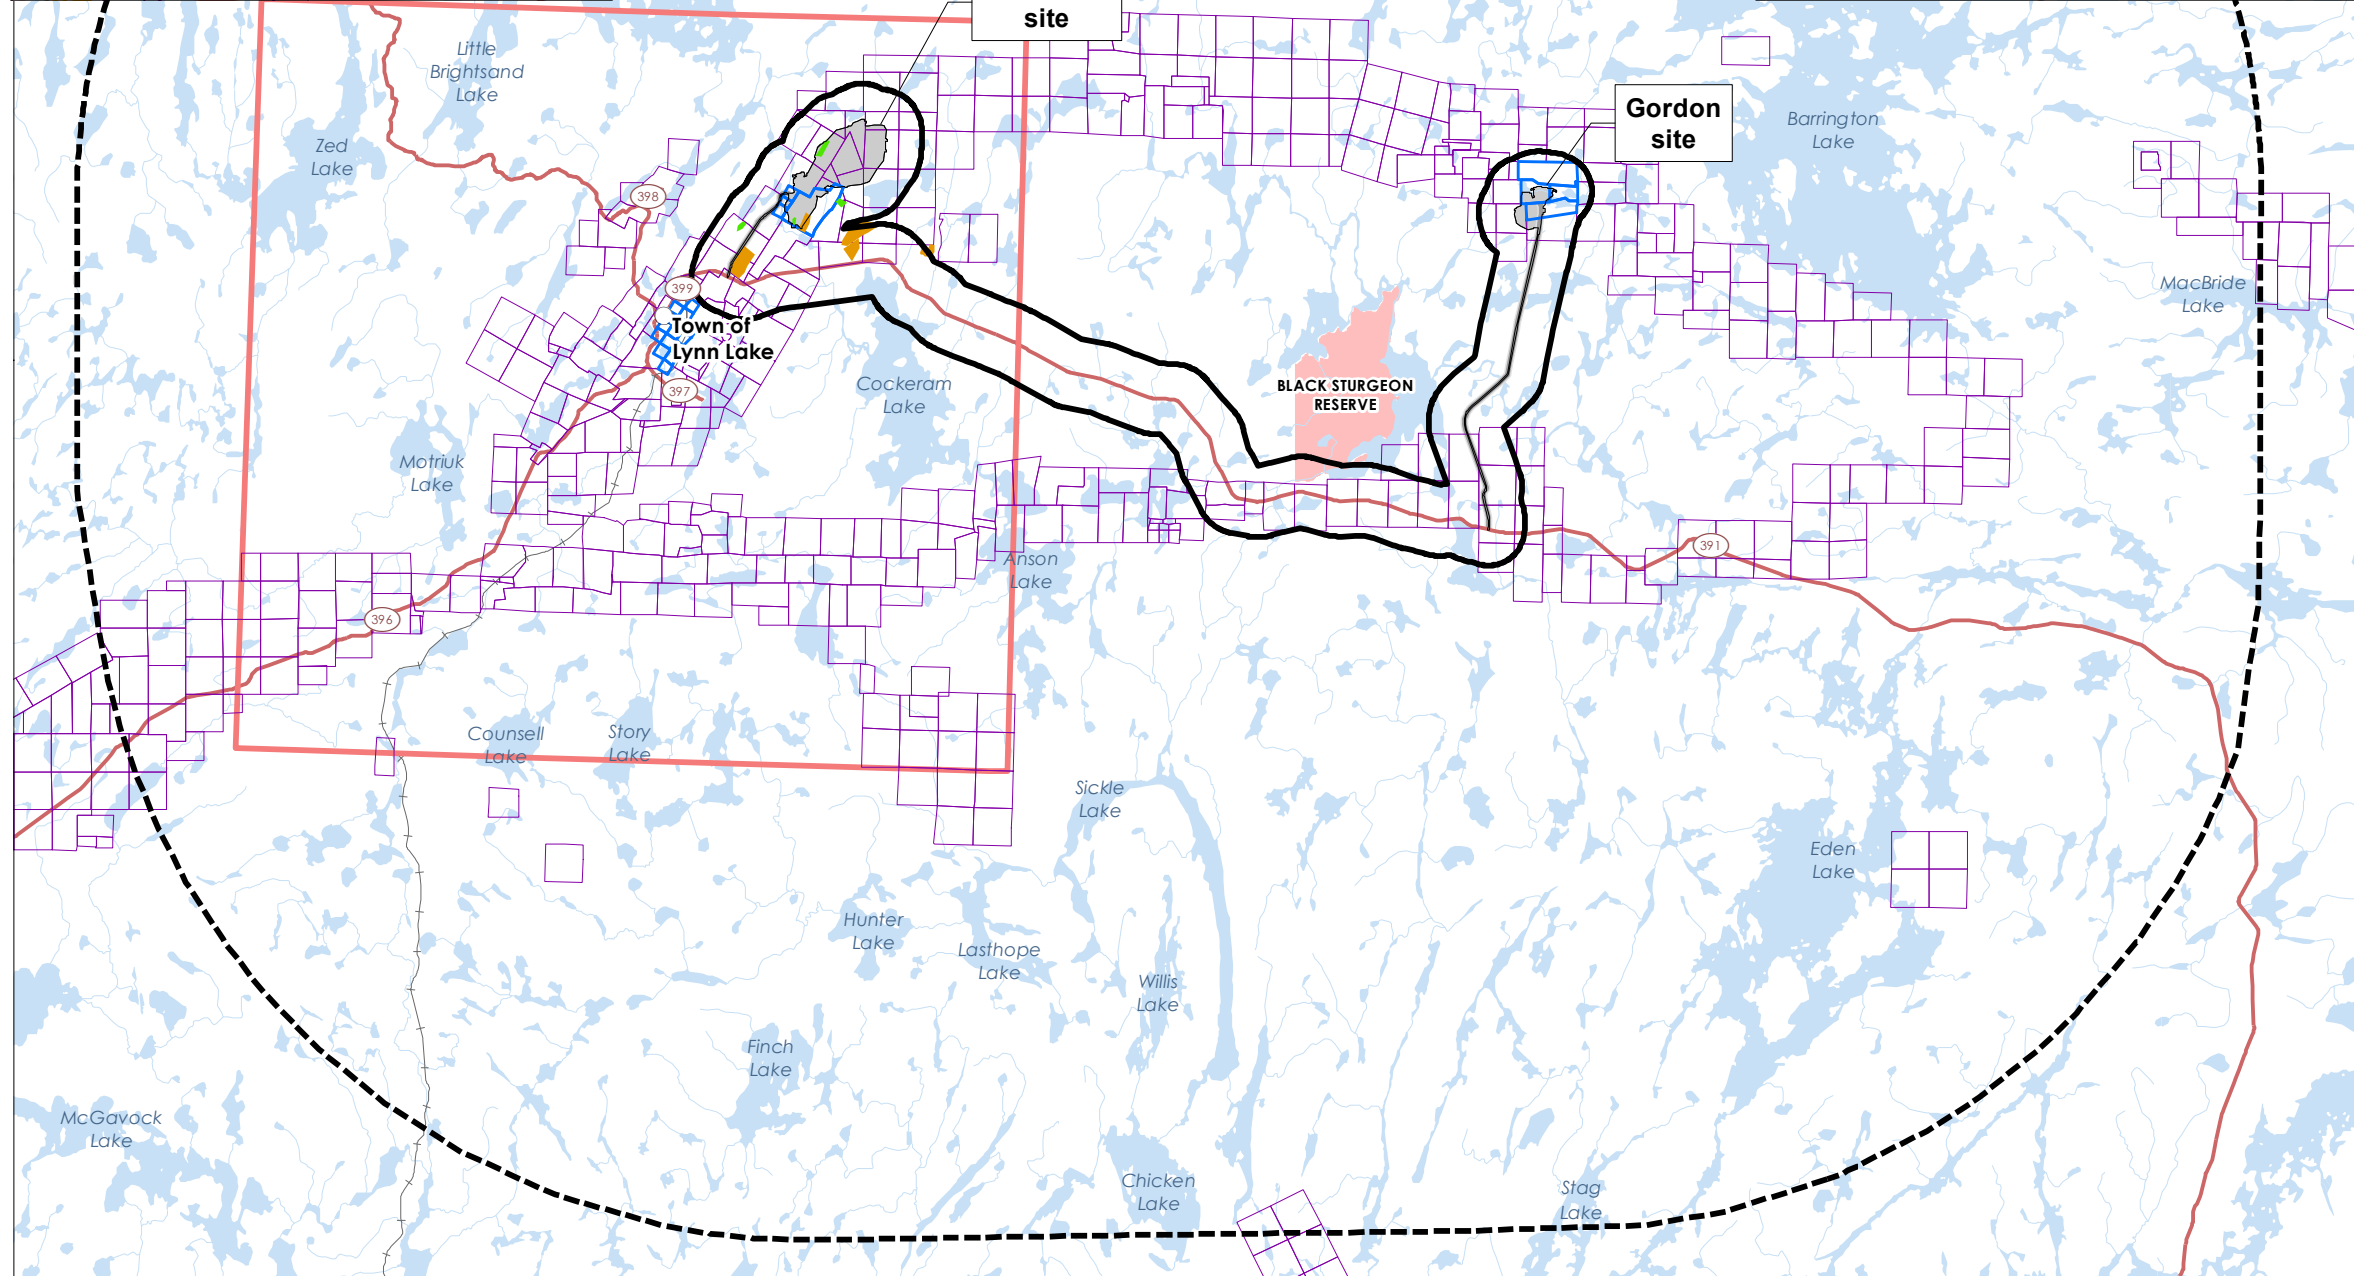 site
Little
Brightsand
Lake
Gordon
site
Barrington
Lake
Zed
Lake
398
MacBride
Lake
399
Town of
Lynn Lake
397
Cockeram
Lake
BLACK STURGEON
RESERVE
Motriuk
Lake
391
Anson
Lake
396
Counsell
Lake
Story
Lake
Sickle
Lake
Eden
Lake
Hunter
Lake
Lasthope
Lake
Willis
Lake
Finch
Lake
McGavock
Lake
Chicken
Lake
Stag
Lake